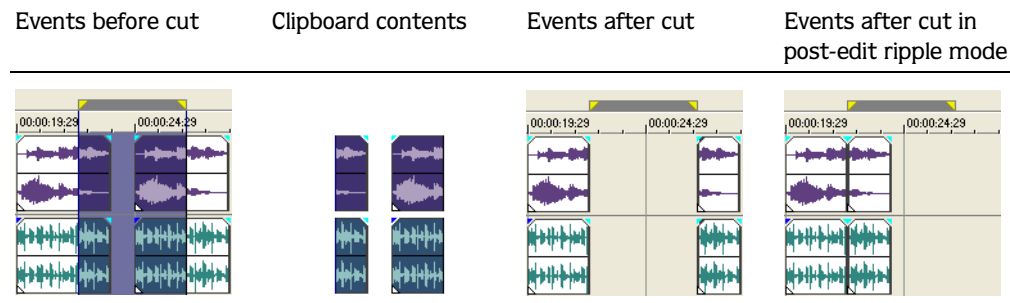 Events before cut
Clipboard contents
Events after cut
Events after cut in
post-edit ripple mode
00:00:19:29
00:00:24:29
00:00:19:29
00:00:24:29
00:00:19:29
00:00:24:29